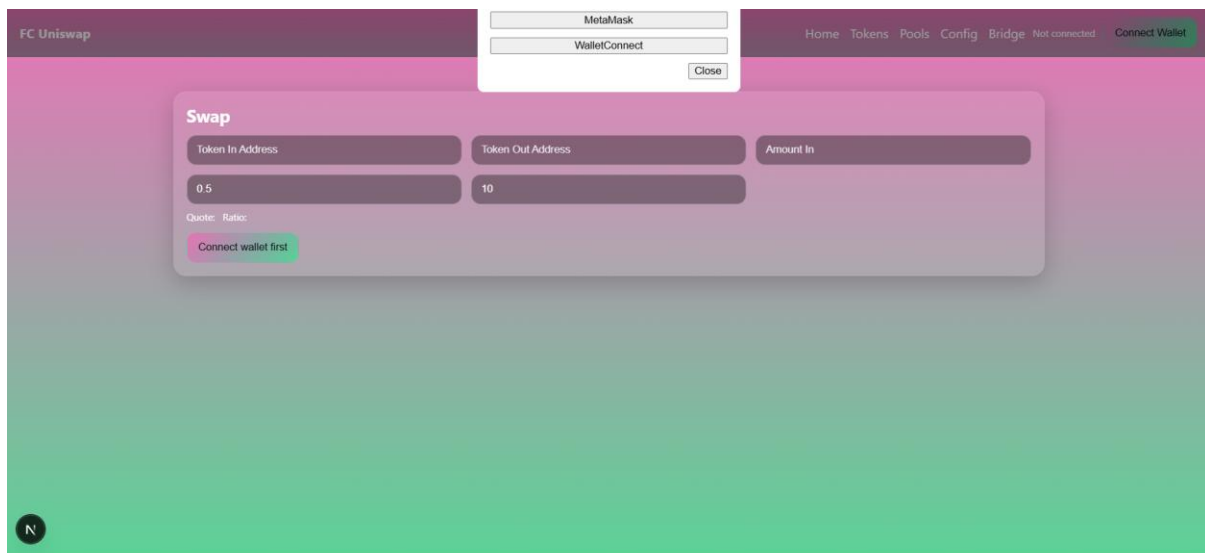 MetaMask
WalletConnect
Close
FC Uniswap
Home Tokens Pools Config Bridge Not connected Connect Wallet
Swap
Token In Address Token Out Address Amount In
0.5 10
Quote: Ratio:
Connect wallet first
N